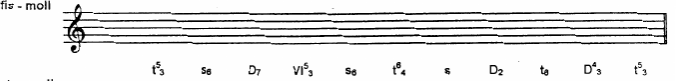 fis - moll
t⁵₃ s₆ D₇ VI⁵₃ s₆ t⁶₄ s D₂ t₆ D⁴₃ t⁵₃